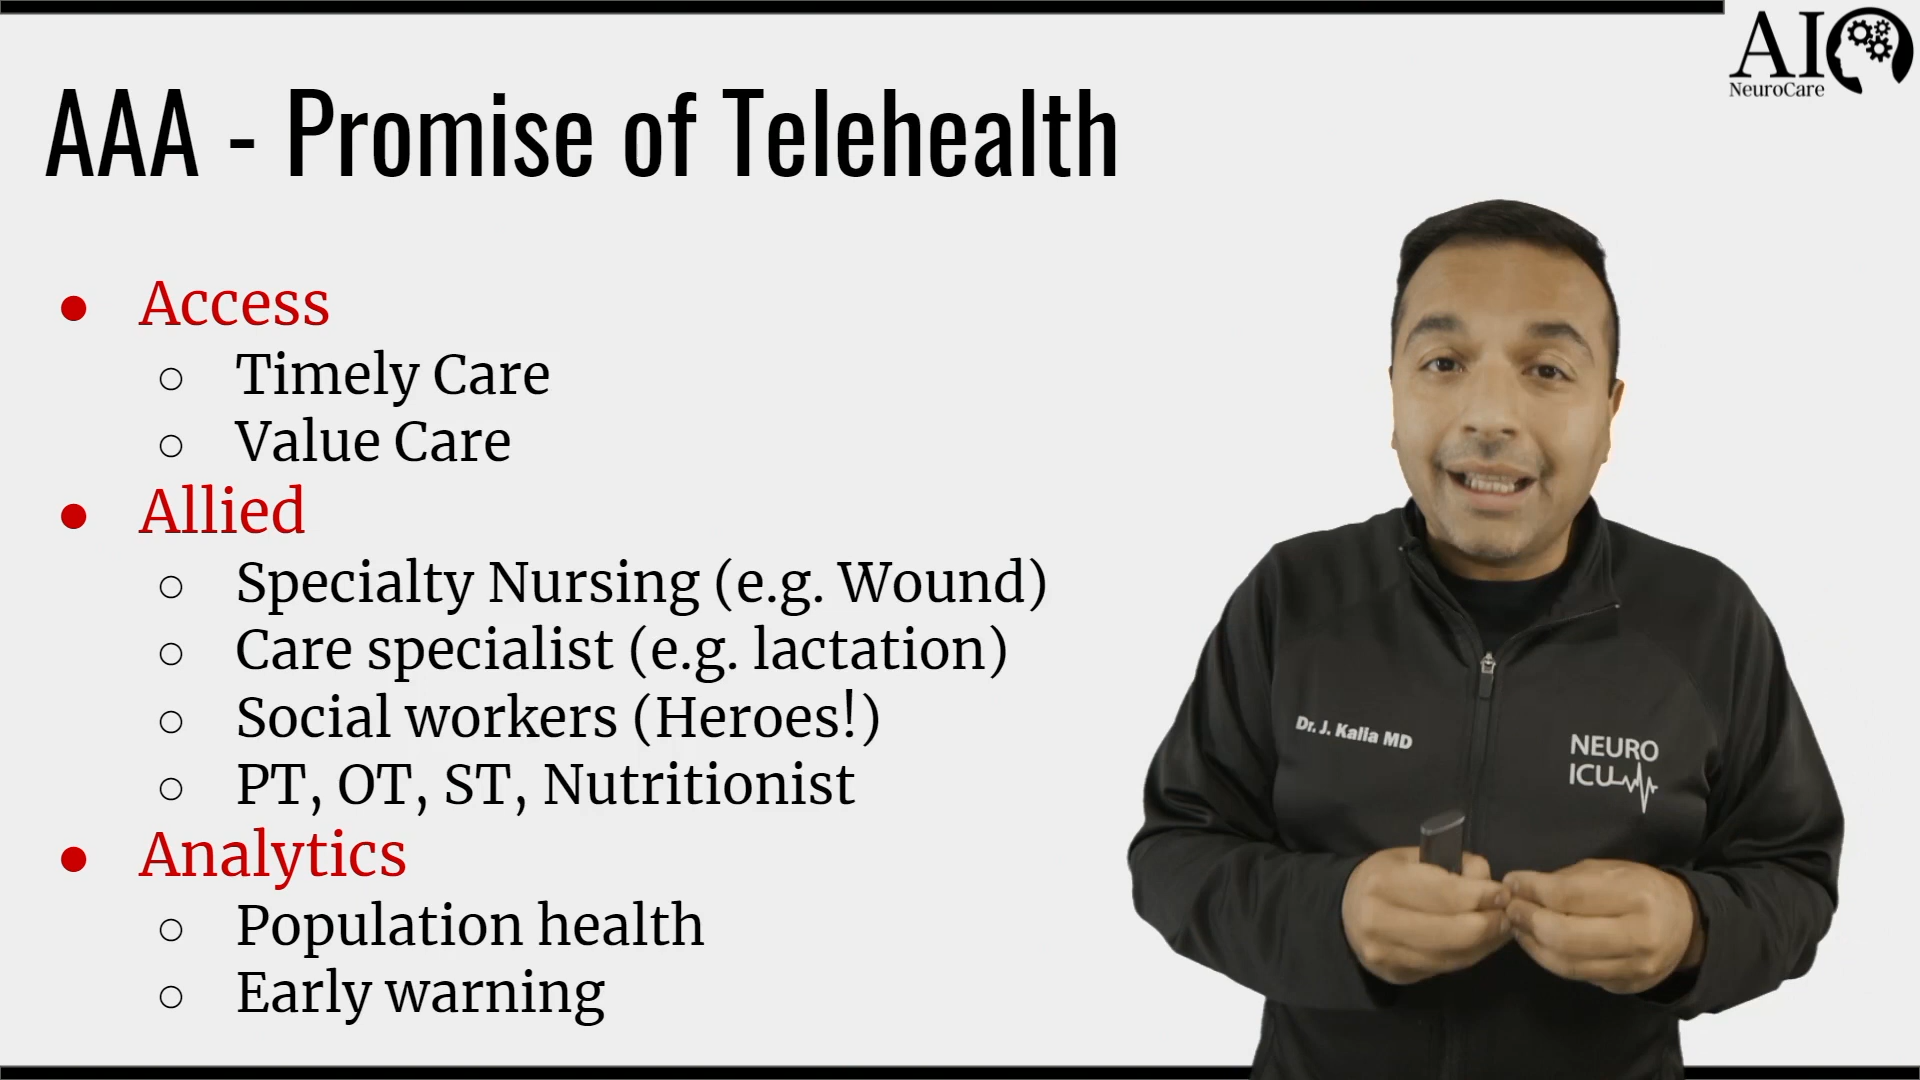 AI
NeuroCare
AAA - Promise of Telehealth
● Access
○ Timely Care
○ Value Care
● Allied
○ Specialty Nursing (e.g. Wound)
○ Care specialist (e.g. lactation)
○ Social workers (Heroes!)
○ PT, OT, ST, Nutritionist
● Analytics
○ Population health
○ Early warning
Dr. J. Kalia MD
NEURO
ICU